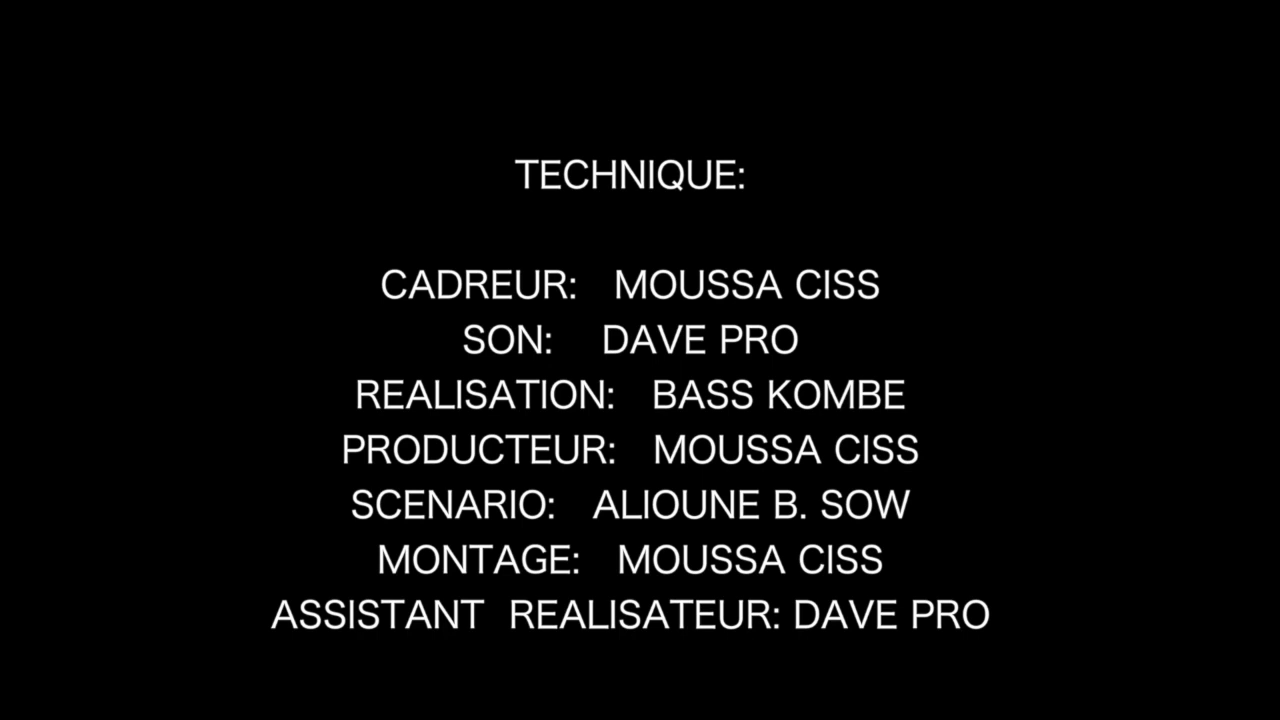 TECHNIQUE:
CADREUR: MOUSSA CISS
SON: DAVE PRO
REALISATION: BASS KOMBE
PRODUCTEUR: MOUSSA CISS
SCENARIO: ALIOUNE B. SOW
MONTAGE: MOUSSA CISS
ASSISTANT REALISATEUR: DAVE PRO